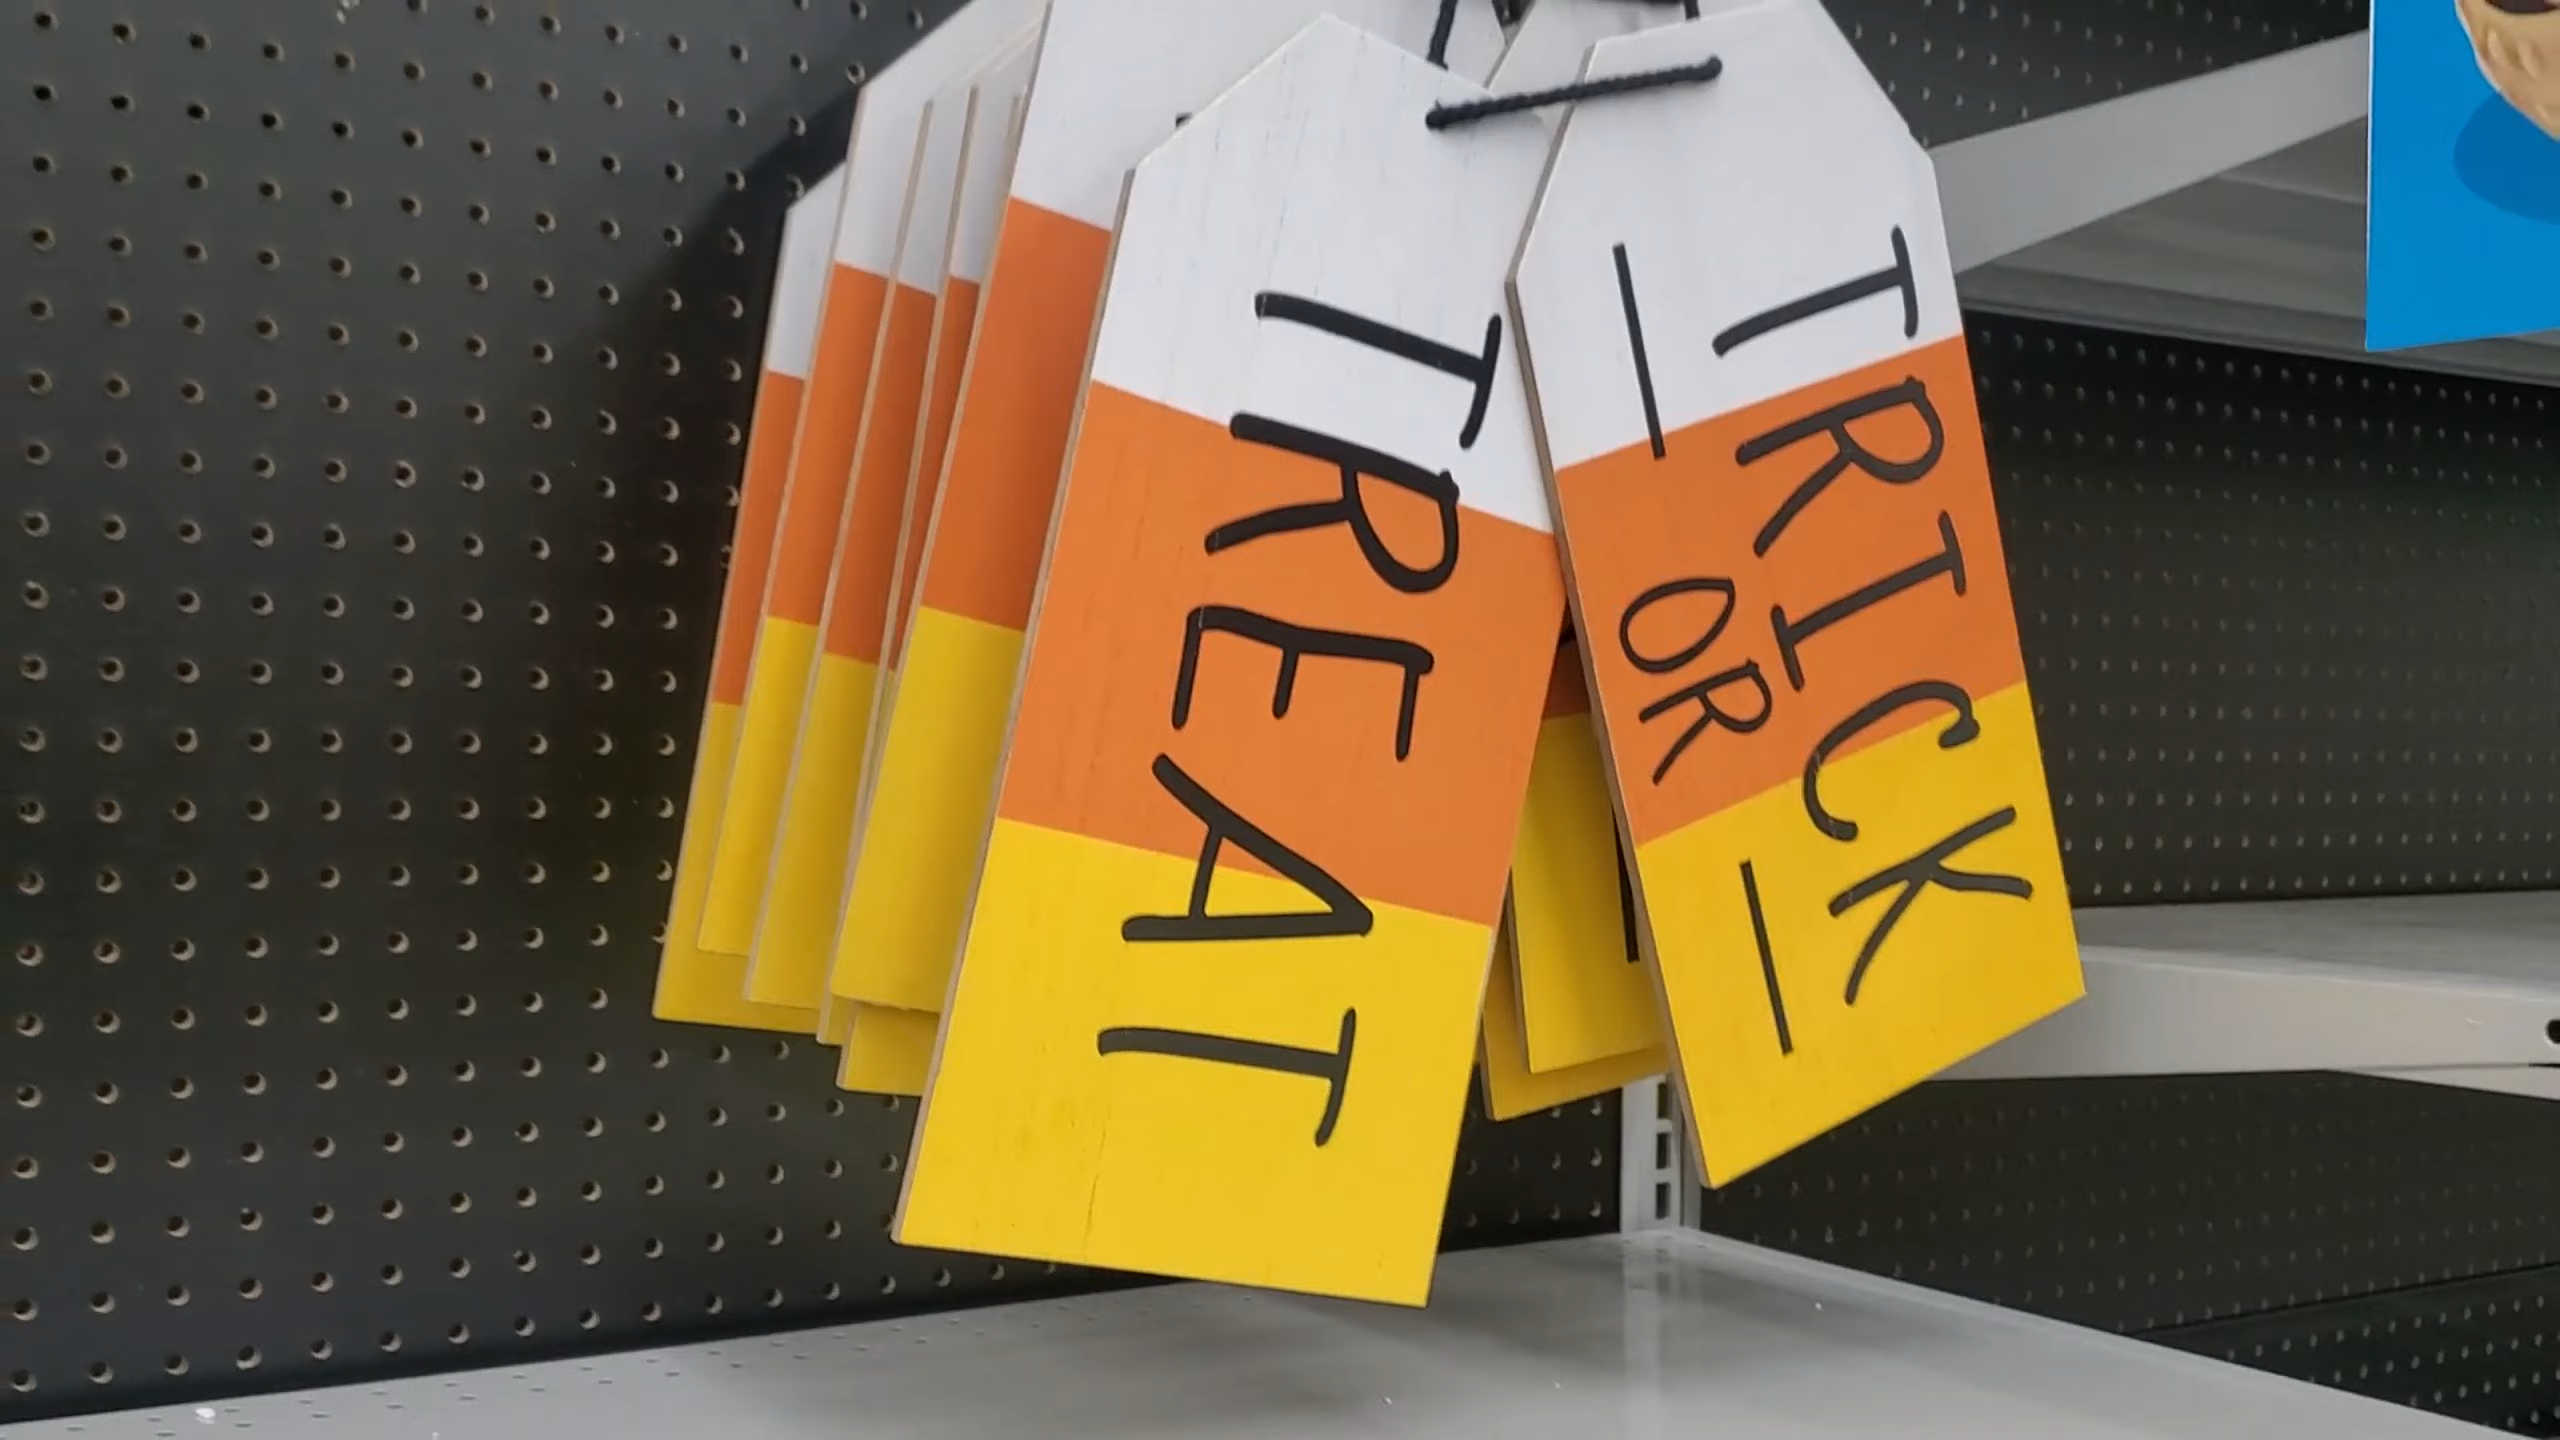 TRICK
— OR —
TREAT